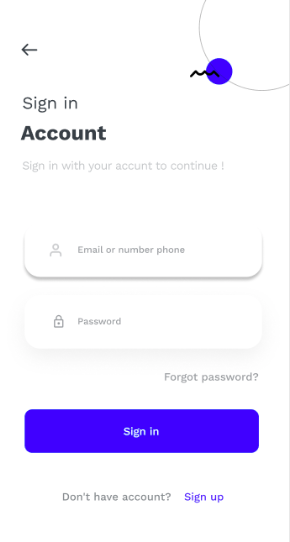 Sign in
Account
Sign in with your accunt to continue !
Email or number phone
Password
Forgot password?
Sign in
Don't have account? Sign up